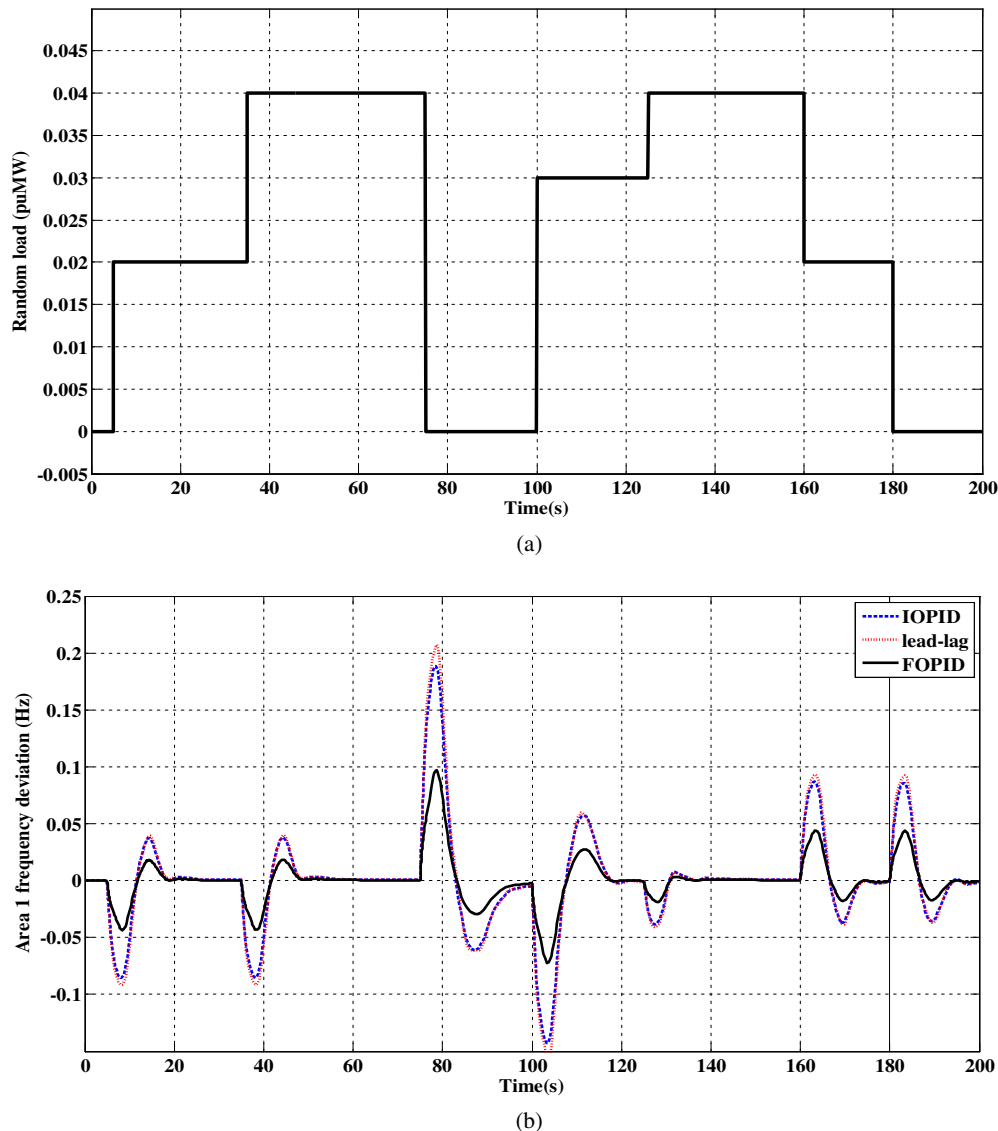 Random load (puMW)
0.045
0.04
0.035
0.03
0.025
0.02
0.015
0.01
0.005
0
-0.005
0 20 40 60 80 100 120 140 160 180 200
Time(s)
(a)
Area 1 frequency deviation (Hz)
0.25
0.2
0.15
0.1
0.05
0
-0.05
-0.1
IOPID
lead-lag
FOPID
0 20 40 60 80 100 120 140 160 180 200
Time(s)
(b)